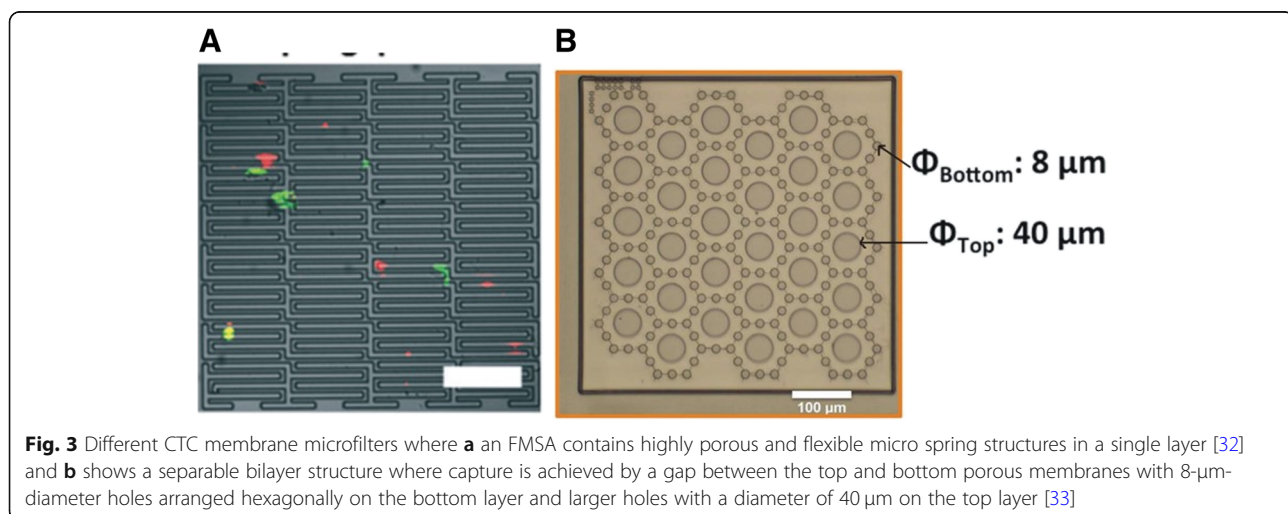 A
B
Φ_Bottom: 8 μm
Φ_Top: 40 μm
100 μm
Fig. 3 Different CTC membrane microfilters where a an FMSA contains highly porous and flexible micro spring structures in a single layer [32]
and b shows a separable bilayer structure where capture is achieved by a gap between the top and bottom porous membranes with 8-μm-
diameter holes arranged hexagonally on the bottom layer and larger holes with a diameter of 40 μm on the top layer [33]